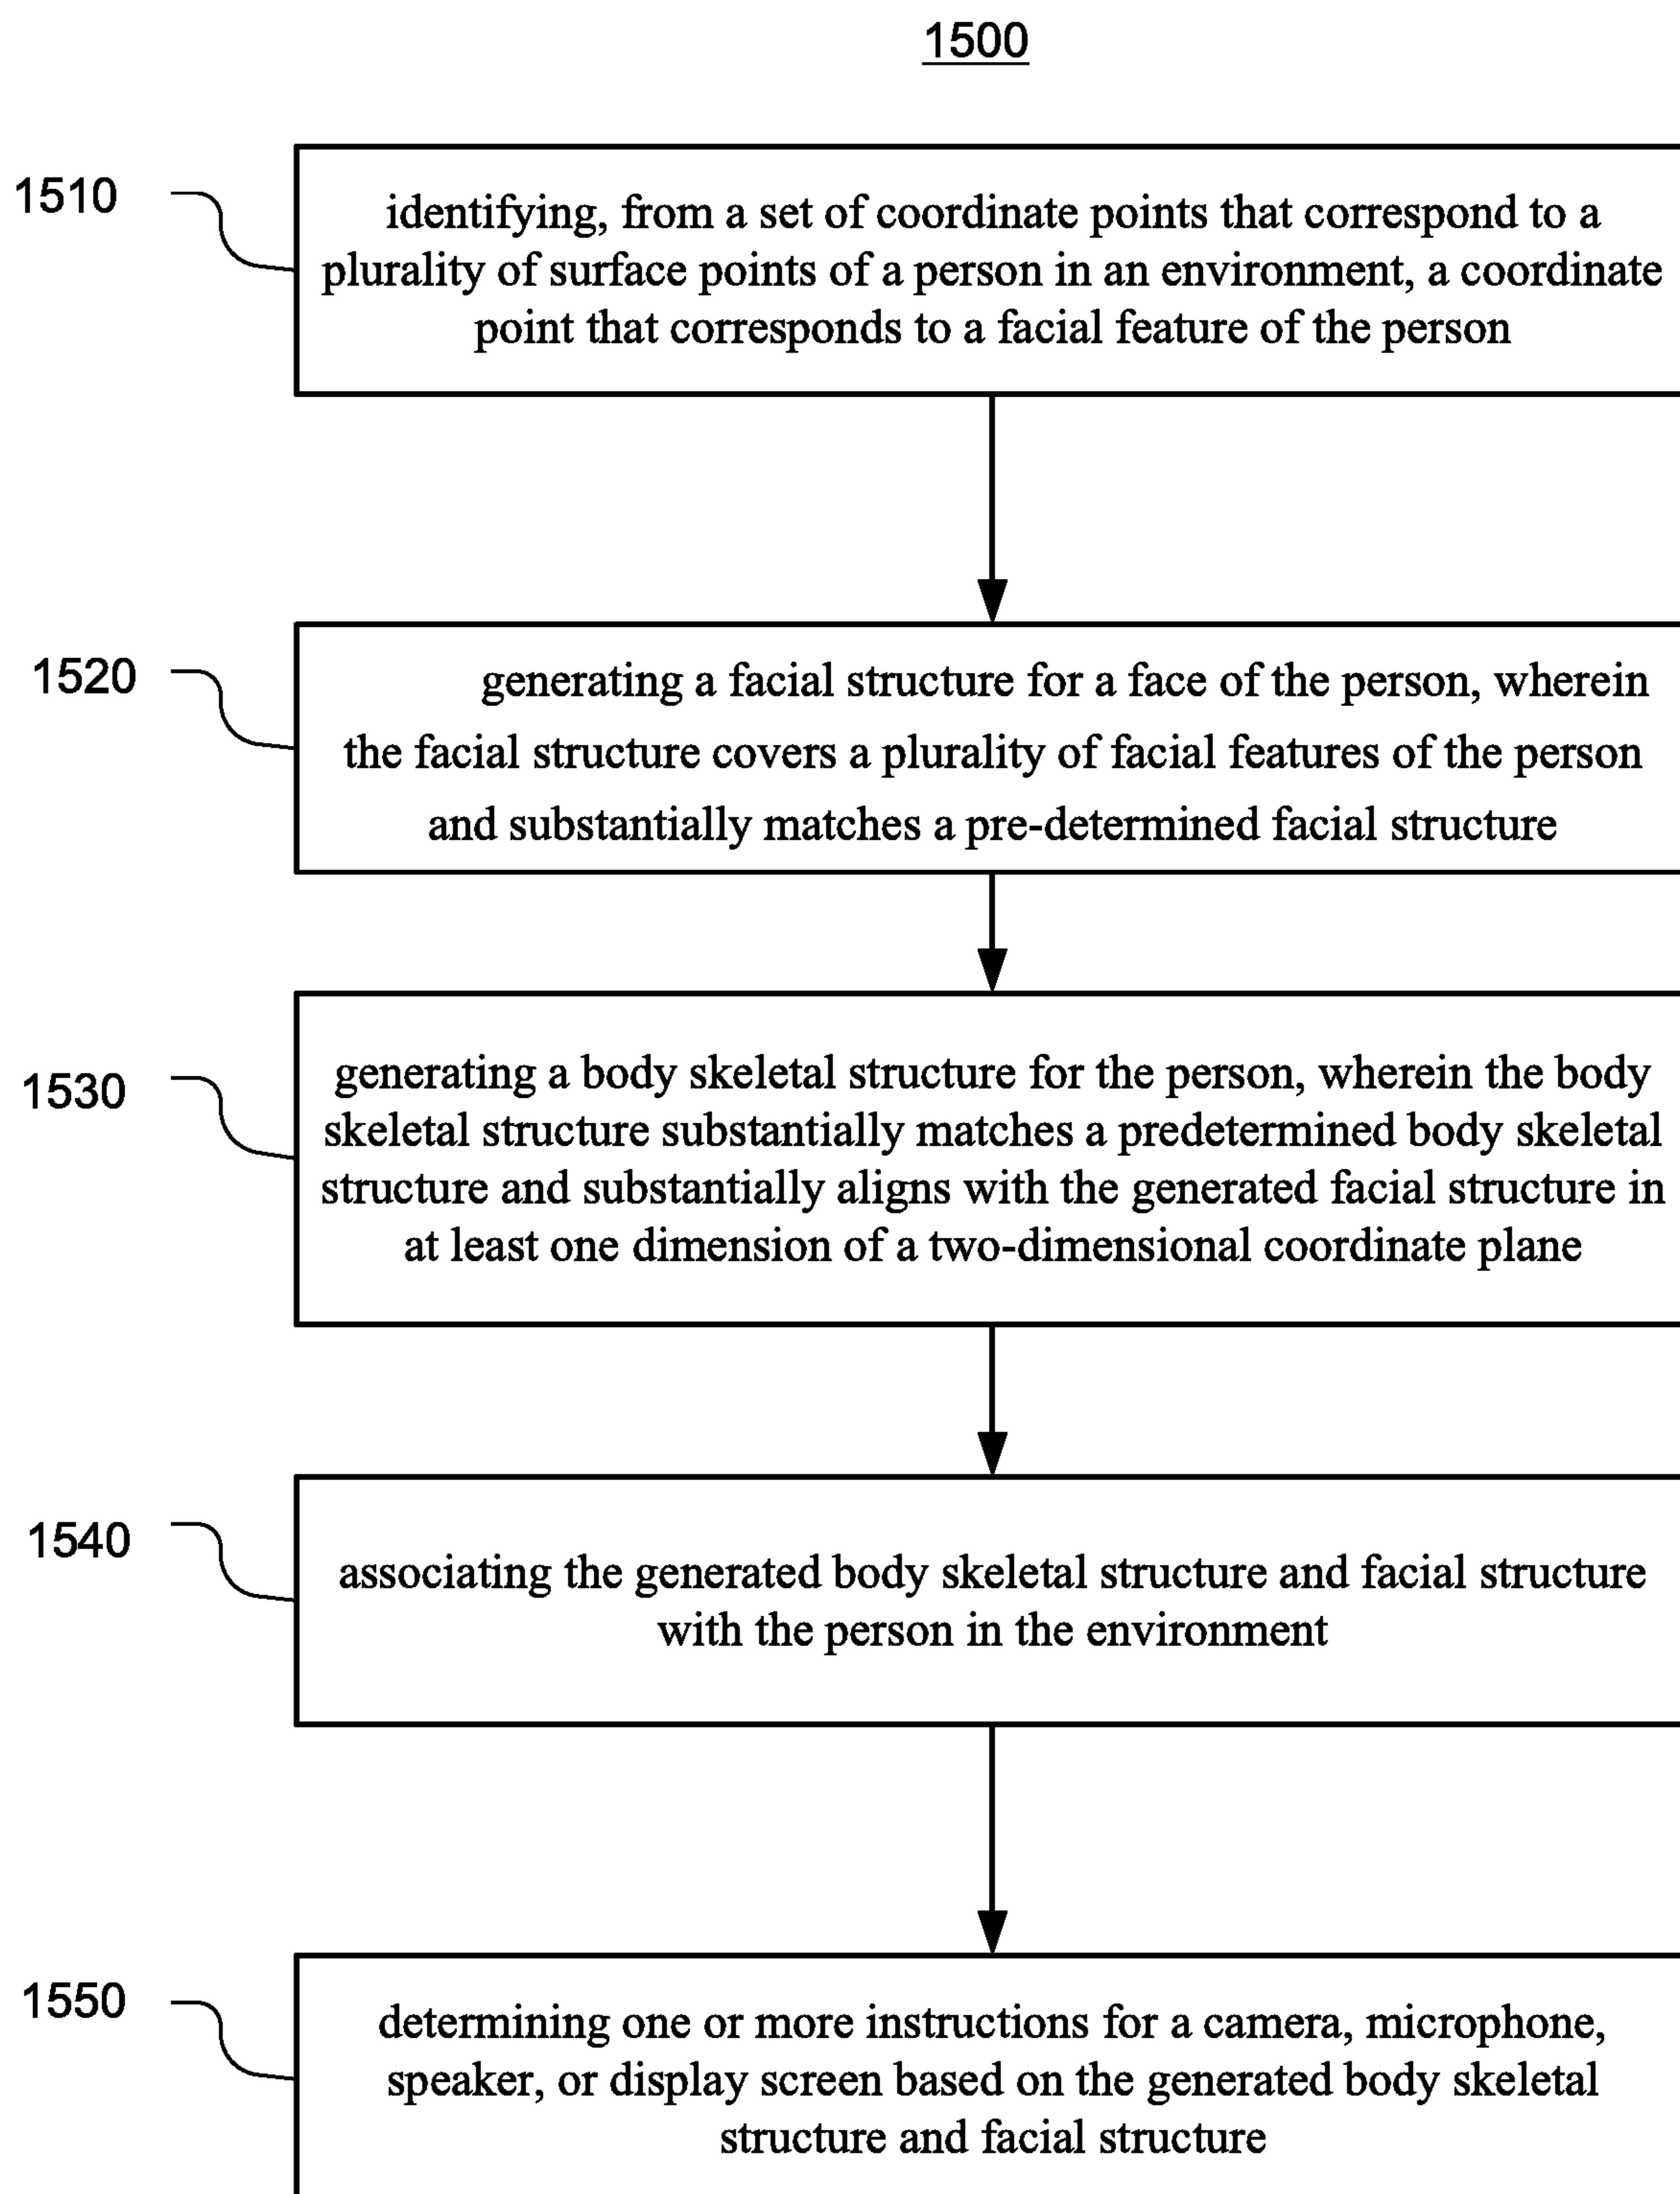 1500
1510
identifying, from a set of coordinate points that correspond to a
plurality of surface points of a person in an environment, a coordinate
point that corresponds to a facial feature of the person
1520
generating a facial structure for a face of the person, wherein
the facial structure covers a plurality of facial features of the person
and substantially matches a pre-determined facial structure
1530
generating a body skeletal structure for the person, wherein the body
skeletal structure substantially matches a predetermined body skeletal
structure and substantially aligns with the generated facial structure in
at least one dimension of a two-dimensional coordinate plane
1540
associating the generated body skeletal structure and facial structure
with the person in the environment
1550
determining one or more instructions for a camera, microphone,
speaker, or display screen based on the generated body skeletal
structure and facial structure